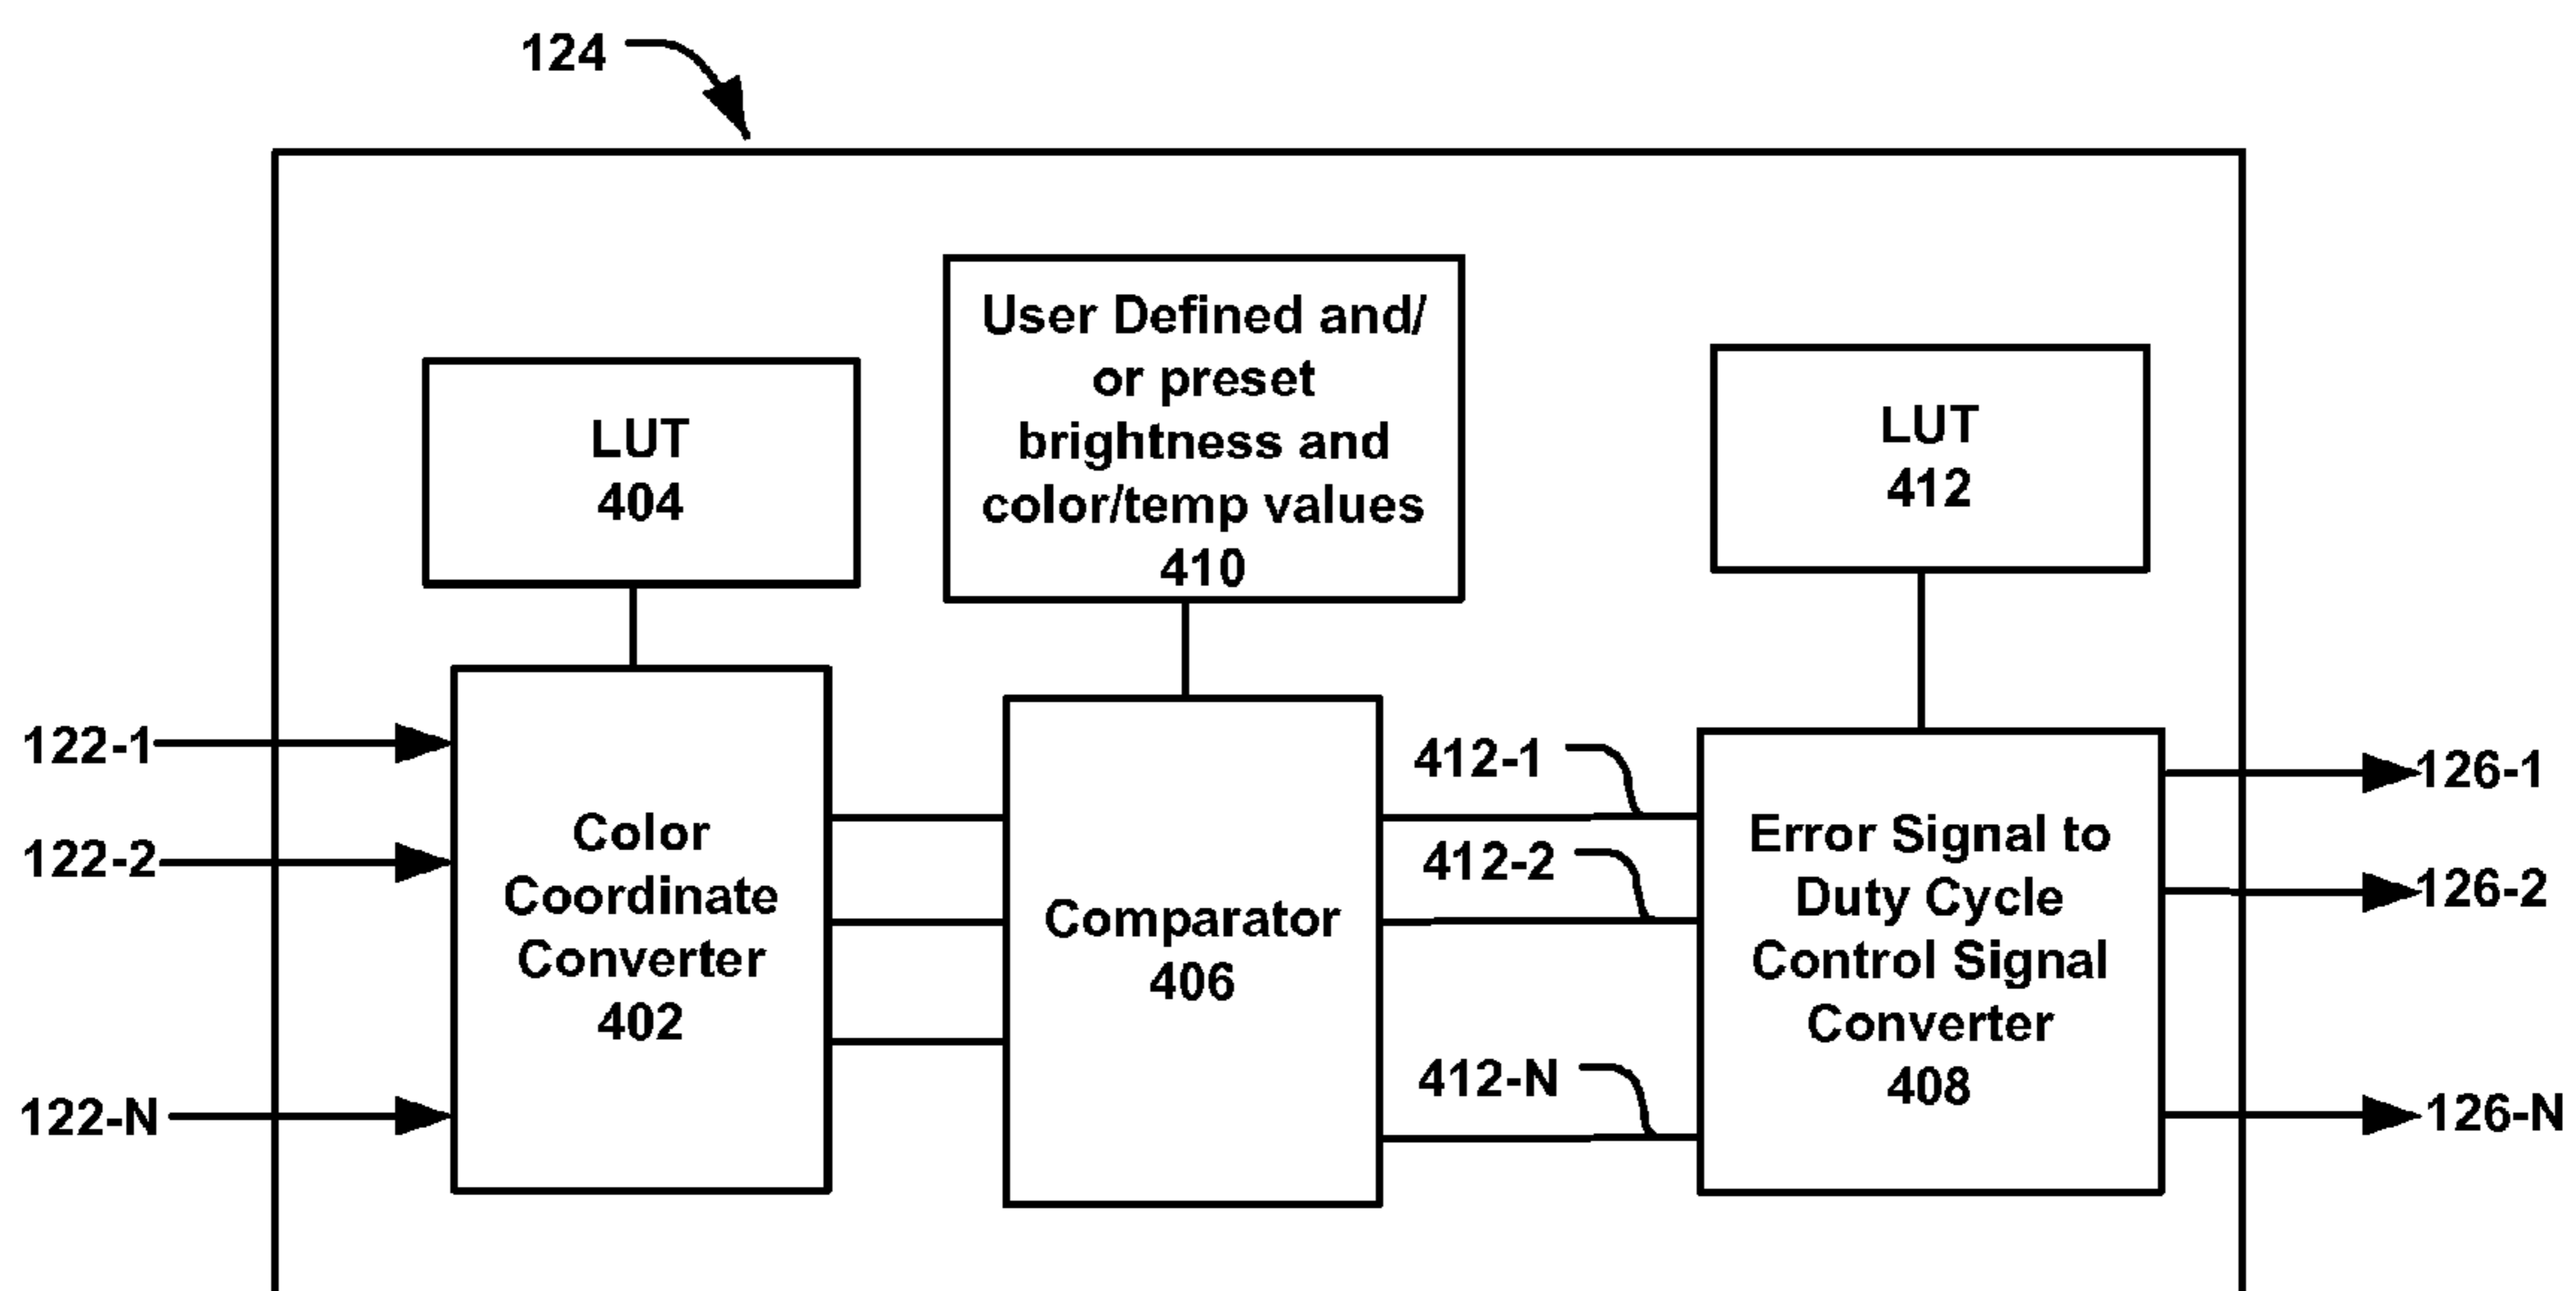 124
User Defined and/
or preset
brightness and
color/temp values
410
LUT
404
LUT
412
122-1
122-2
122-N
Color
Coordinate
Converter
402
Comparator
406
412-1
412-2
412-N
Error Signal to
Duty Cycle
Control Signal
Converter
408
126-1
126-2
126-N